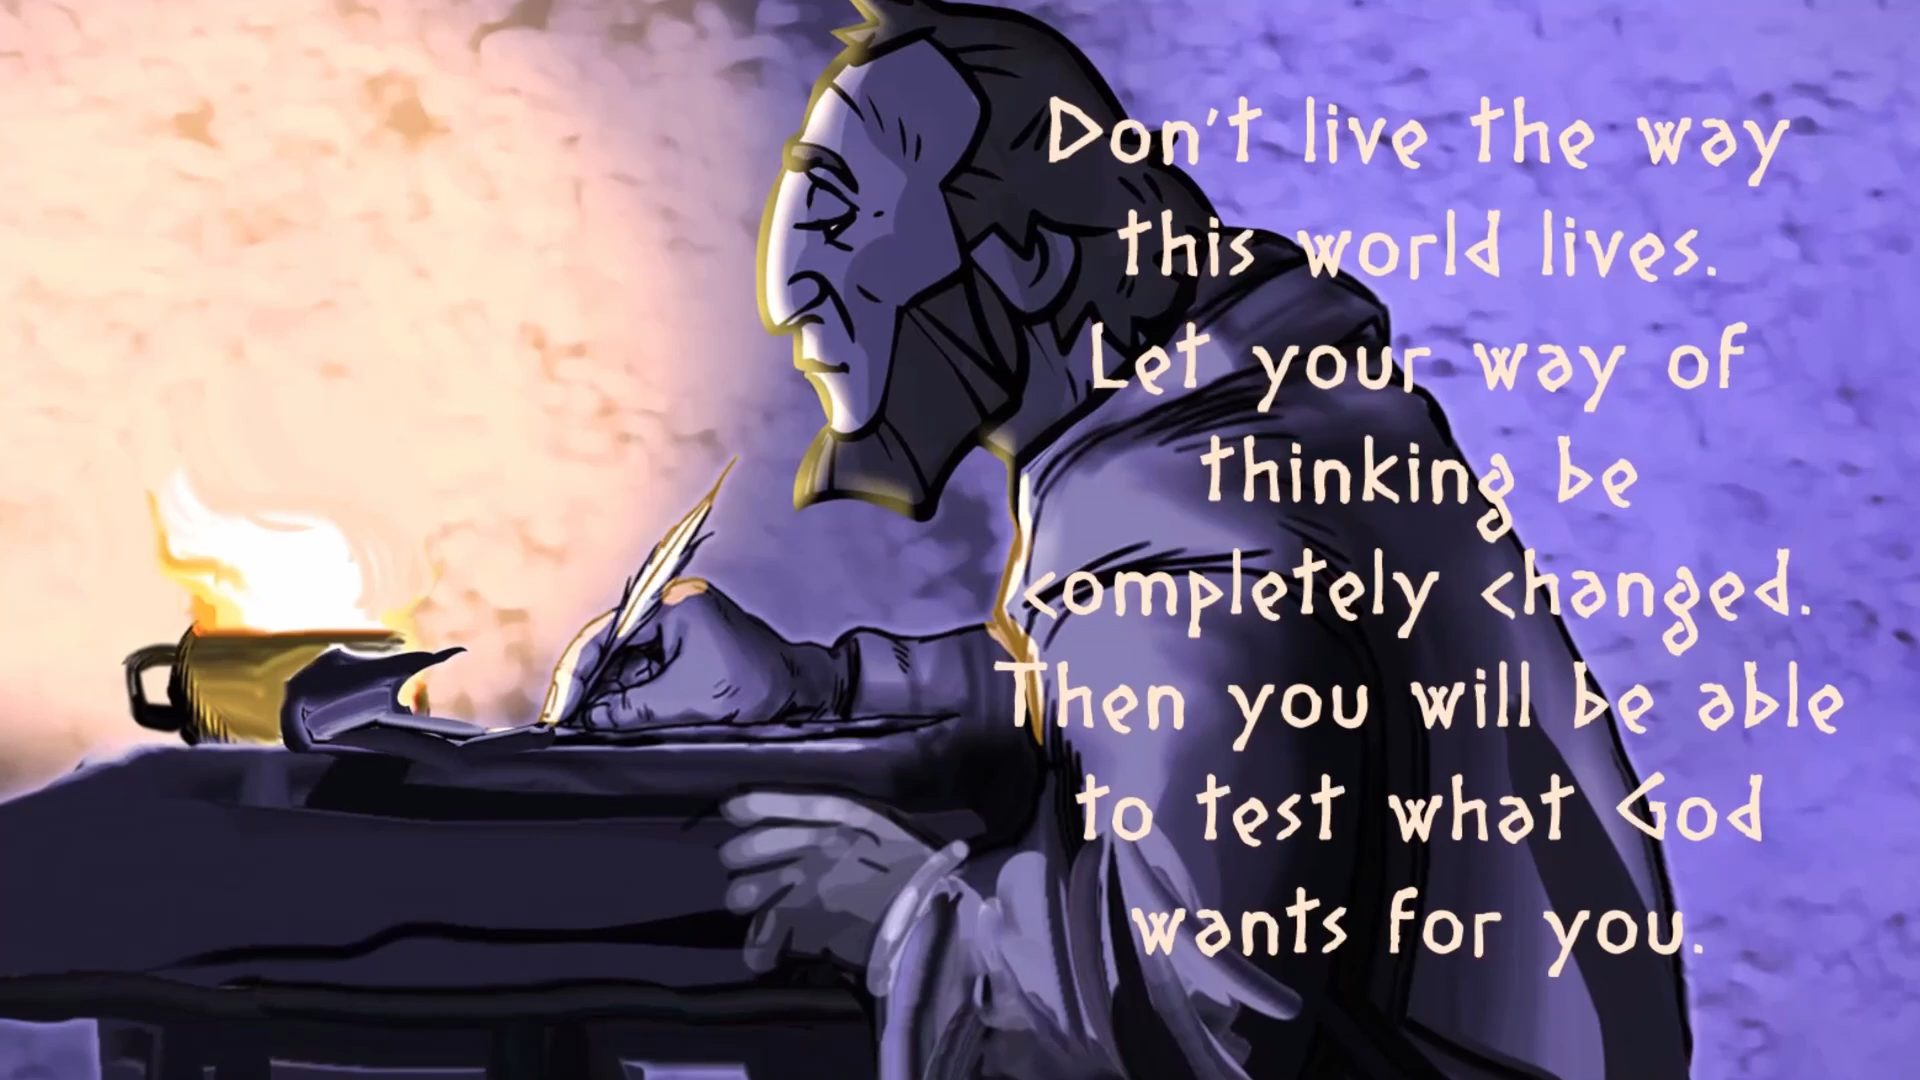 Don't live the way
this world lives.
Let your way of
thinking be
completely changed.
Then you will be able
to test what God
wants for you.